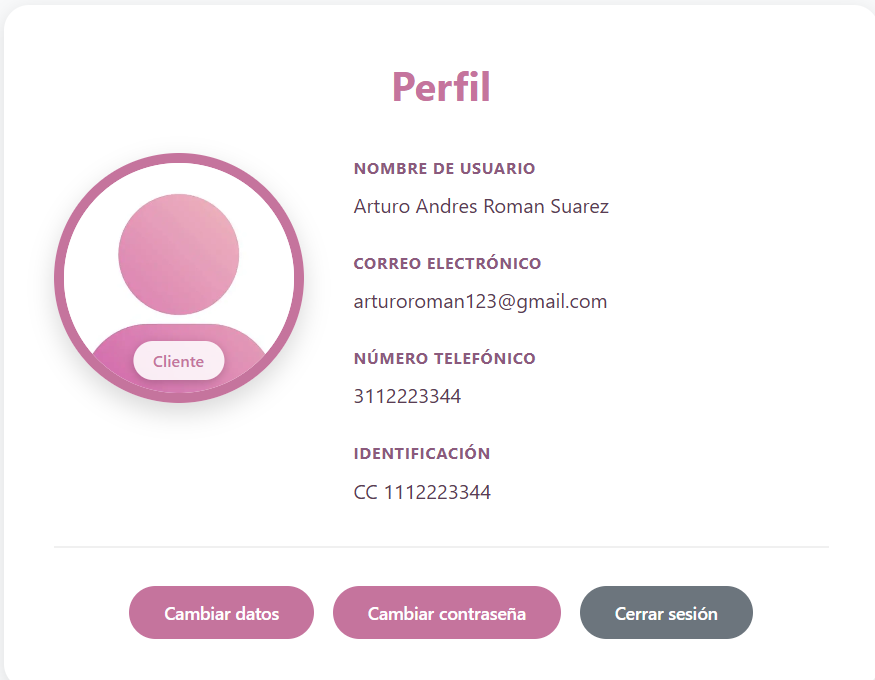 Perfil
NOMBRE DE USUARIO
Arturo Andres Roman Suarez
CORREO ELECTRÓNICO
arturoroman123@gmail.com
NÚMERO TELEFÓNICO
3112223344
IDENTIFICACIÓN
CC 1112223344
Cliente
Cambiar datos
Cambiar contraseña
Cerrar sesión